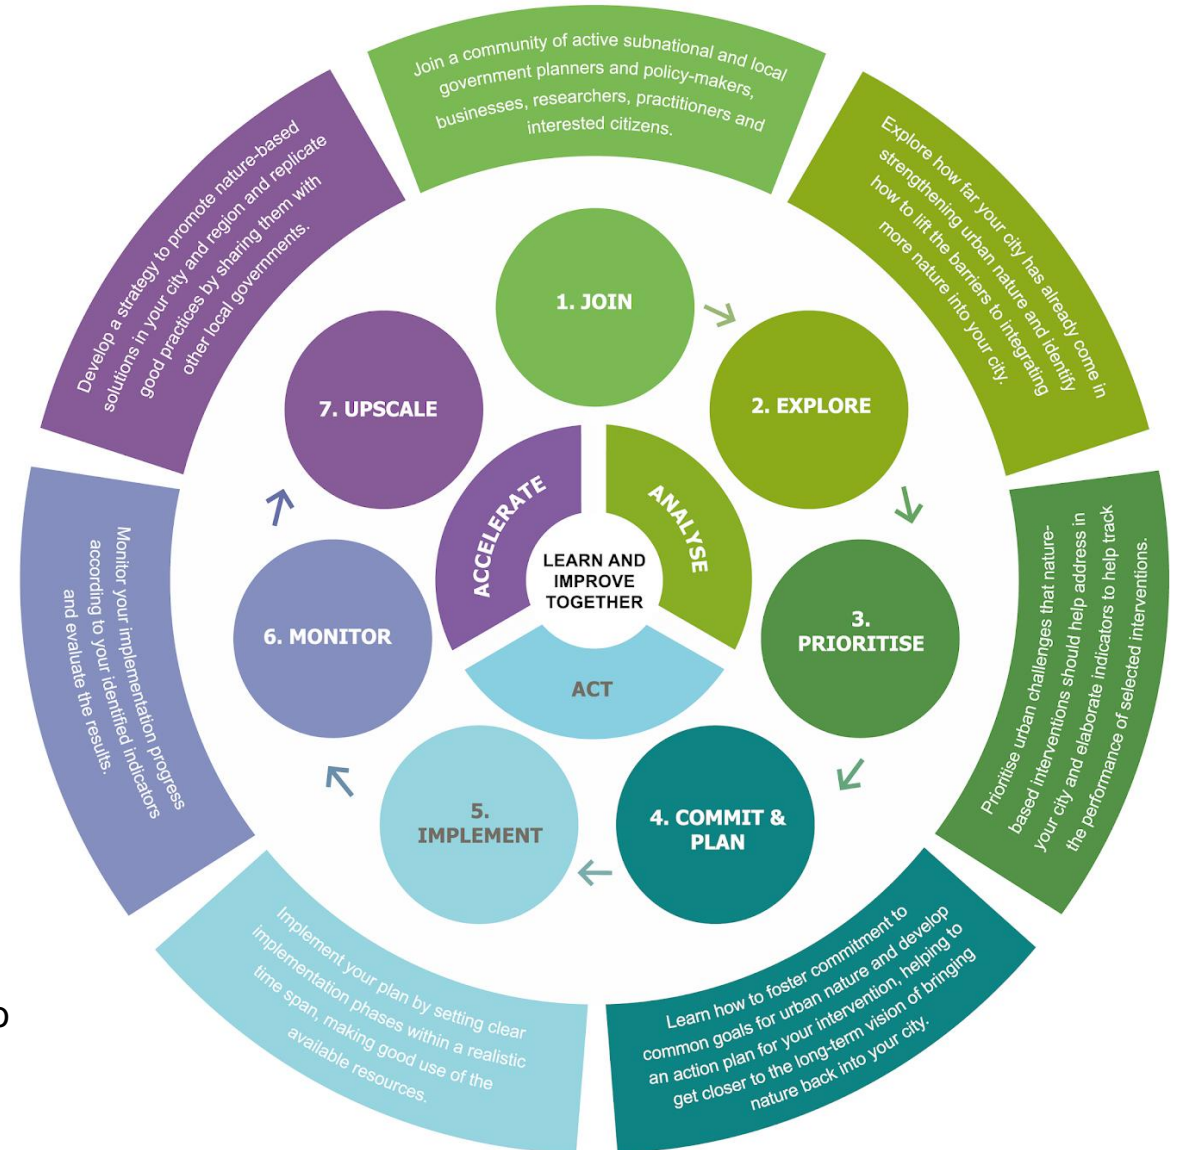 Join a community of active subnational and local
government planners and policy-makers,
businesses, researchers, practitioners and
interested citizens.
Explore how far your city has already come in
strengthening urban nature and identify
how to lift the barriers to integrating
more nature into your city.
Prioritise urban challenges that nature-
based interventions should help address in
your city and elaborate indicators to help track
the performance of selected interventions.
Learn how to foster commitment to
common goals for urban nature and develop
an action plan for your intervention, helping to
get closer to the long-term vision of bringing
nature back into your city.
Implement your plan by setting clear
implementation phases within a realistic
time span, making good use of the
available resources.
Monitor your implementation progress
according to your identified indicators
and evaluate the results.
Develop a strategy to promote nature-based
solutions in your city and region and replicate
good practices by sharing them with
other local governments.
1. JOIN
2. EXPLORE
3.
PRIORITISE
4. COMMIT &
PLAN
5.
IMPLEMENT
6. MONITOR
7. UPSCALE
ACCELERATE
ANALYSE
ACT
LEARN AND
IMPROVE
TOGETHER